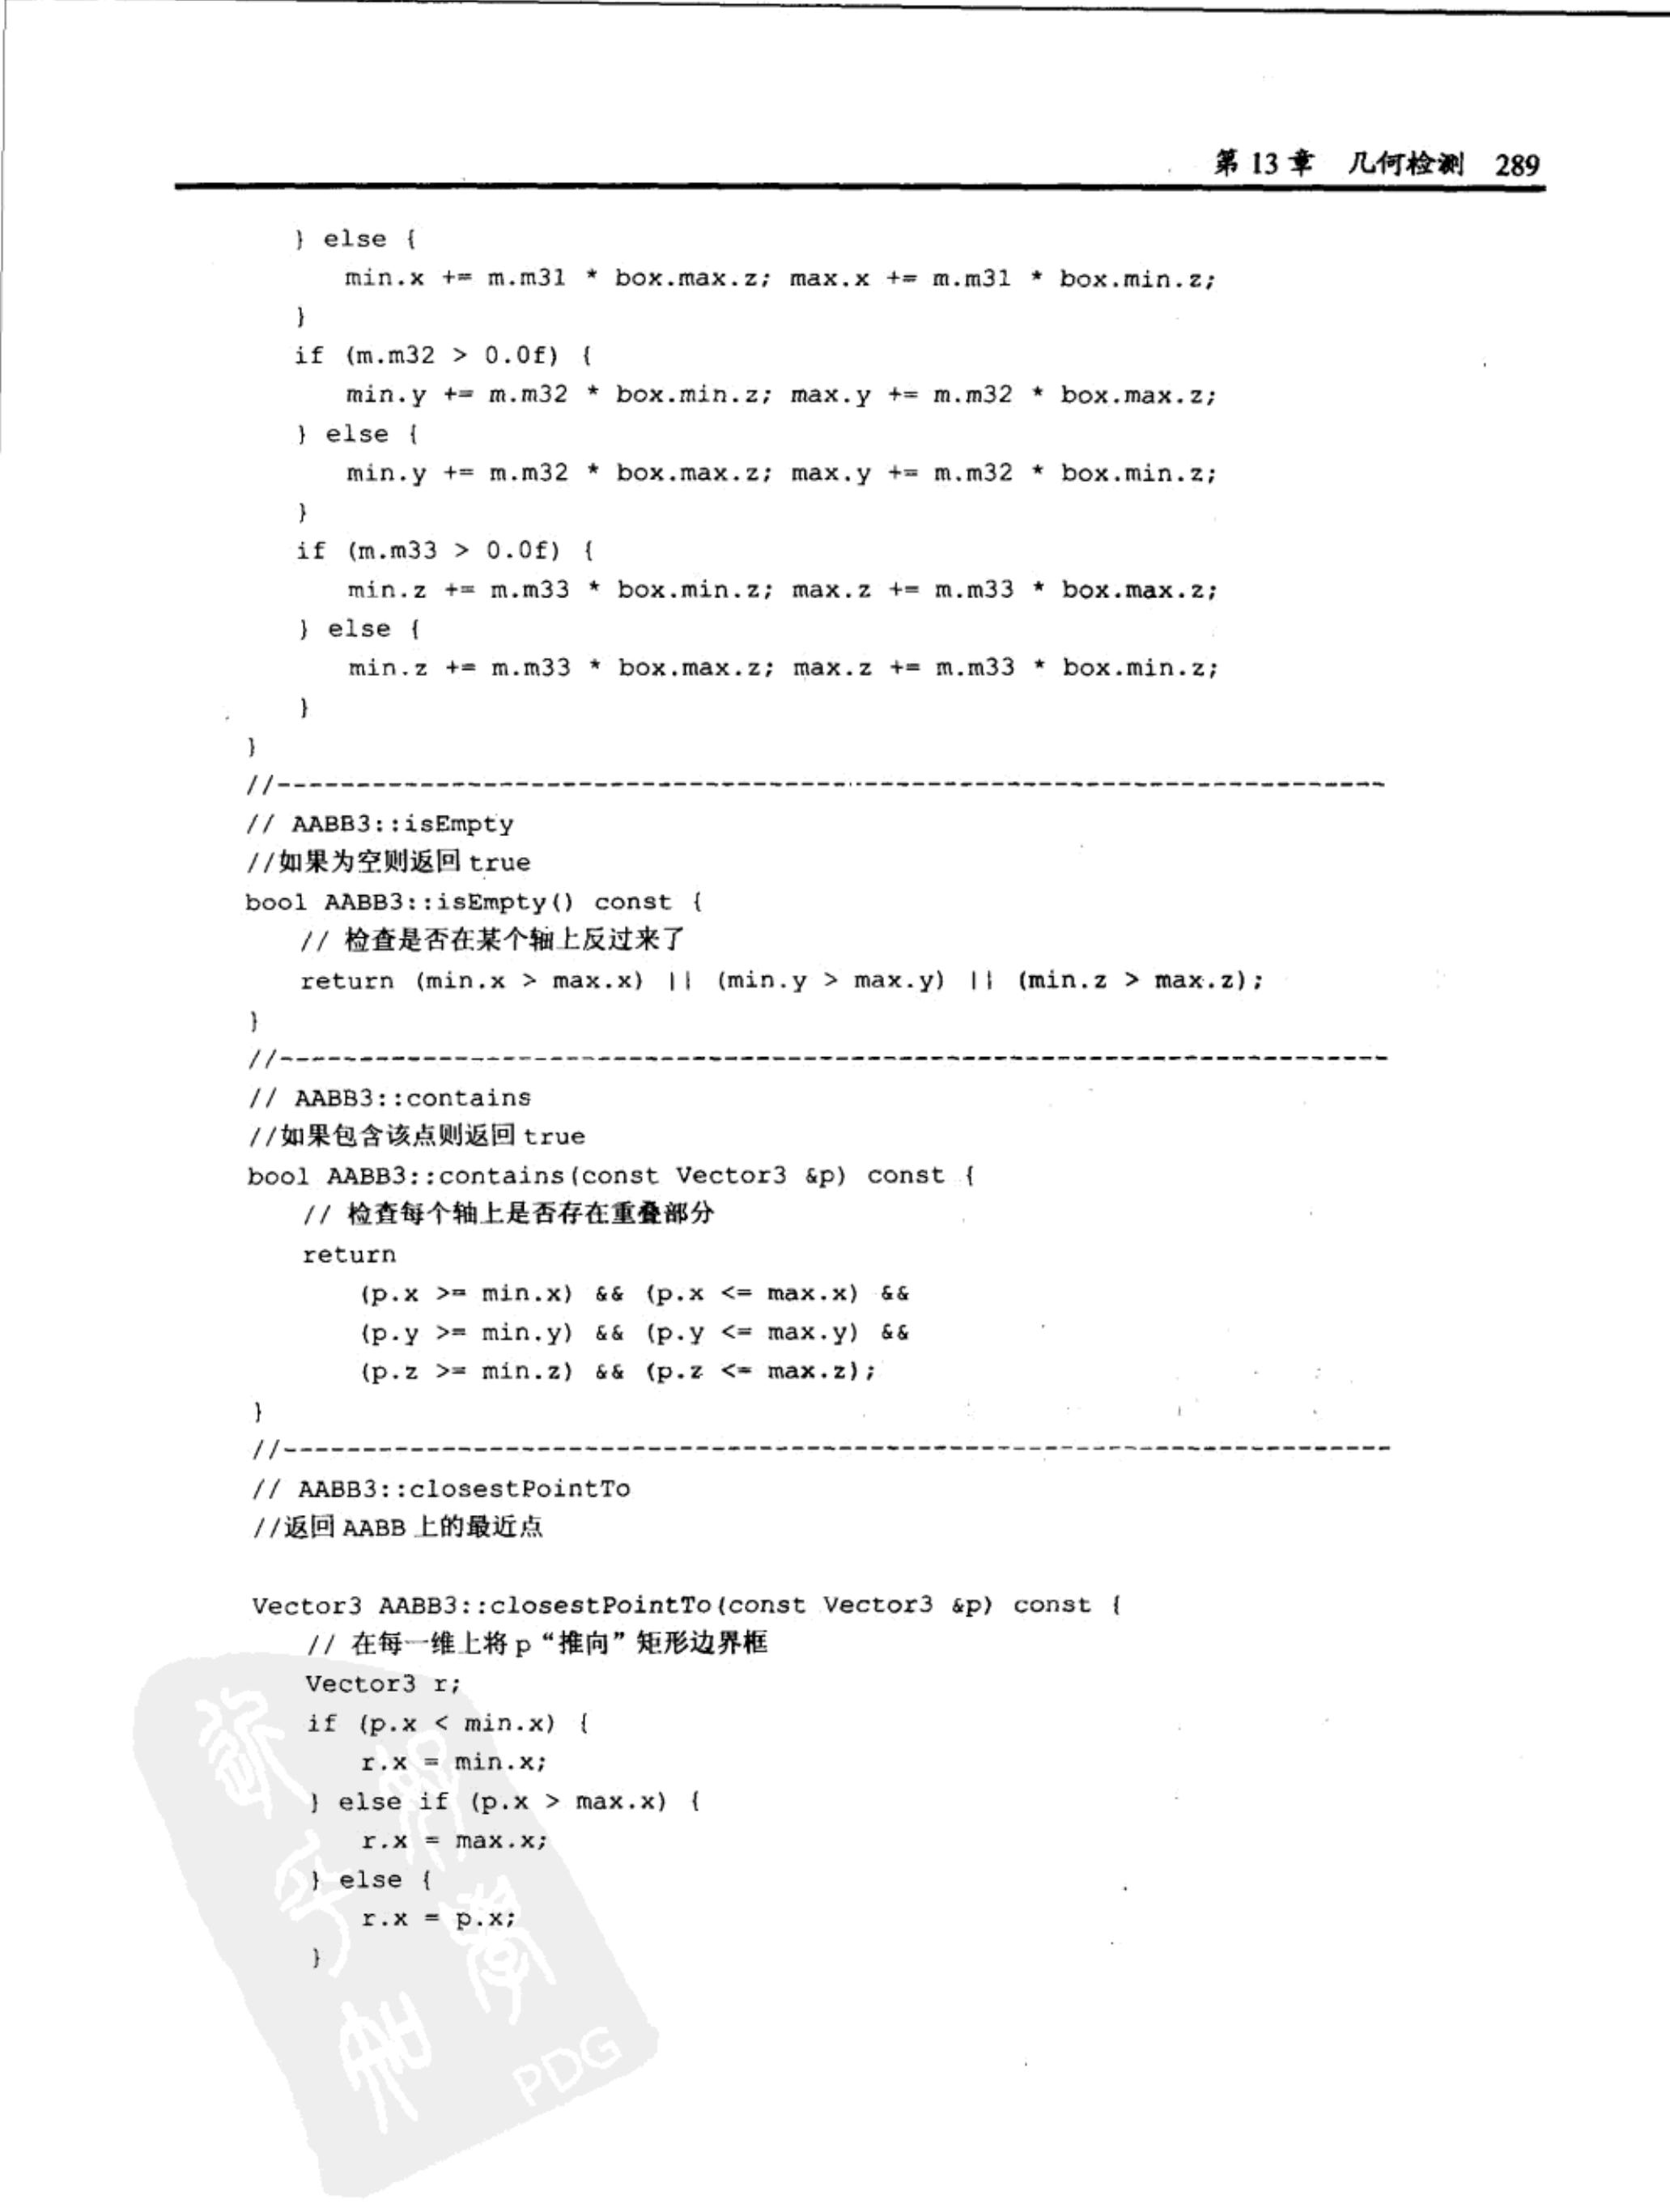 第 13 章 几何检测 289
} else {
min.x += m.m31 * box.max.z; max.x += m.m31 * box.min.z;
}
if (m.m32 > 0.0f) {
min.y += m.m32 * box.min.z; max.y += m.m32 * box.max.z;
} else {
min.y += m.m32 * box.max.z; max.y += m.m32 * box.min.z;
}
if (m.m33 > 0.0f) {
min.z += m.m33 * box.min.z; max.z += m.m33 * box.max.z;
} else {
min.z += m.m33 * box.max.z; max.z += m.m33 * box.min.z;
}
}
//----------------------------------------------------------------------
// AABB3::isEmpty
//如果为空则返回 true
bool AABB3::isEmpty() const {
// 检查是否在某个轴上反过来了
return (min.x > max.x) || (min.y > max.y) || (min.z > max.z);
}
//----------------------------------------------------------------------
// AABB3::contains
//如果包含该点则返回 true
bool AABB3::contains(const Vector3 &p) const {
// 检查每个轴上是否存在重叠部分
return
(p.x >= min.x) && (p.x <= max.x) &&
(p.y >= min.y) && (p.y <= max.y) &&
(p.z >= min.z) && (p.z <= max.z);
}
//----------------------------------------------------------------------
// AABB3::closestPointTo
//返回 AABB 上的最近点
Vector3 AABB3::closestPointTo(const Vector3 &p) const {
// 在每一维上将 p “推向” 矩形边界框
Vector3 r;
if (p.x < min.x) {
r.x = min.x;
} else if (p.x > max.x) {
r.x = max.x;
} else {
r.x = p.x;
}
PDG